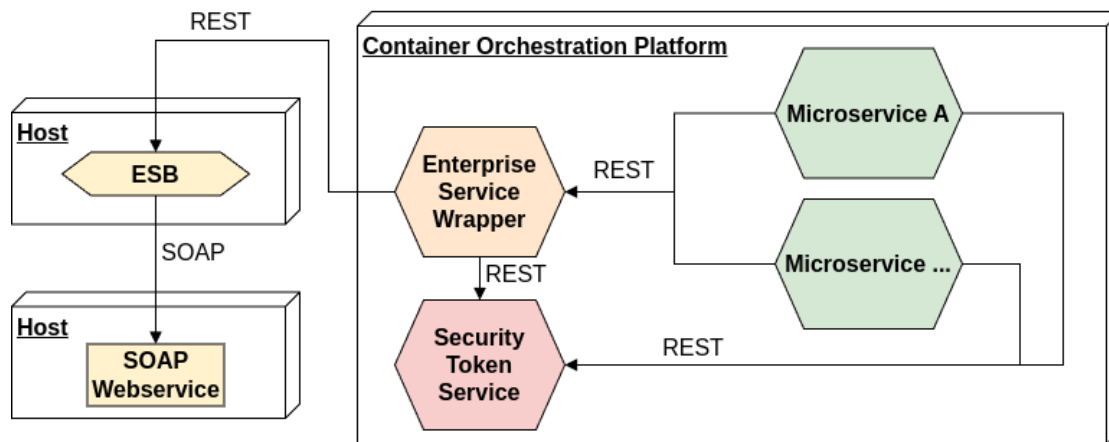 REST
Container Orchestration Platform
Host
ESB
SOAP
Host
SOAP
Webservice
Enterprise
Service
Wrapper
REST
REST
Security
Token
Service
REST
Microservice A
Microservice ...